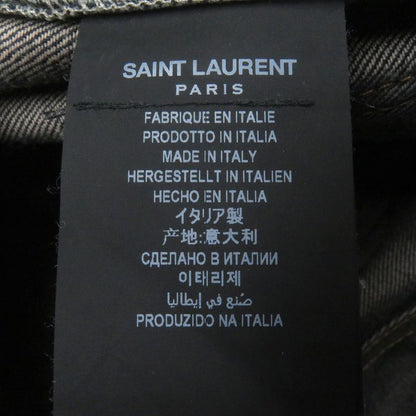 SAINT LAURENT
PARIS
FABRIQUE EN ITALIE
PRODOTTO IN ITALIA
MADE IN ITALY
HERGESTELLT IN ITALIEN
HECHO EN ITALIA
イタリア製
产地:意大利
СДЕЛАНО В ИТАЛИИ
이태리제
صنع في إيطاليا
PRODUZIDO NA ITALIA